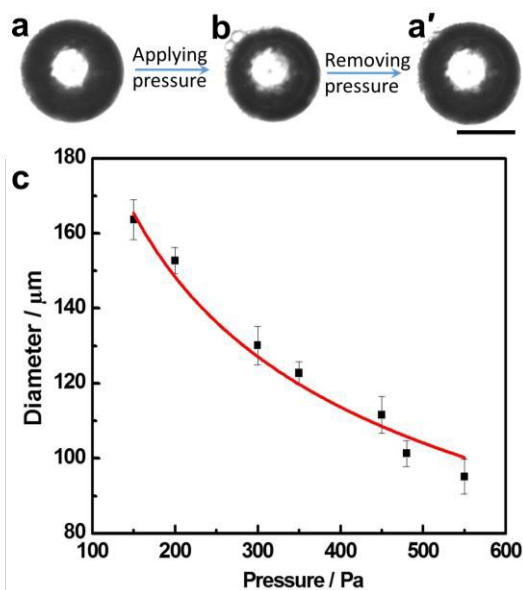 a
Applying
pressure
b
Removing
pressure
a′
c
180
160
140
120
100
80
Diameter / μm
100
200
300
400
500
600
Pressure / Pa